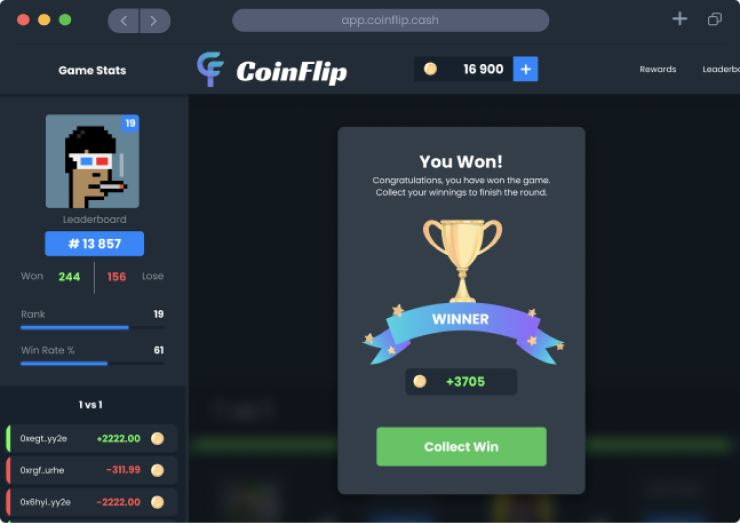 app.coinflip.cash
Game Stats
CoinFlip
16 900
Rewards
Leaderbo
19
Leaderboard
# 13 857
Won 244 156 Lose
Rank 19
Win Rate % 61
1 vs 1
0xegt..yy2e +2222.00
0xrgf..urhe -311.99
0x6hyi..yy2e -2222.00
You Won!
Congratulations, you have won the game.
Collect your winnings to finish the round.
WINNER
+3705
Collect Win